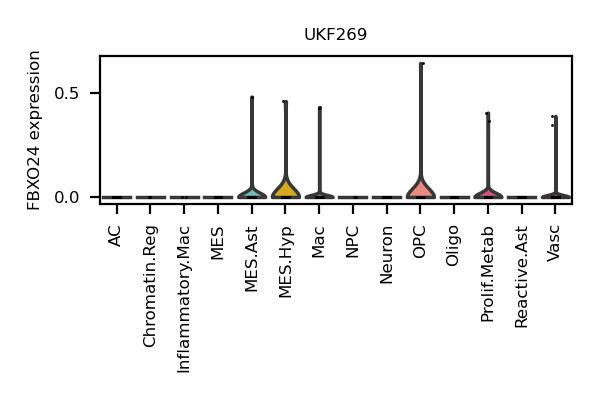 UKF269
FBXO24 expression
0.5
0.0
AC
Chromatin.Reg
Inflammatory.Mac
MES
MES.Ast
MES.Hyp
Mac
NPC
Neuron
OPC
Oligo
Prolif.Metab
Reactive.Ast
Vasc